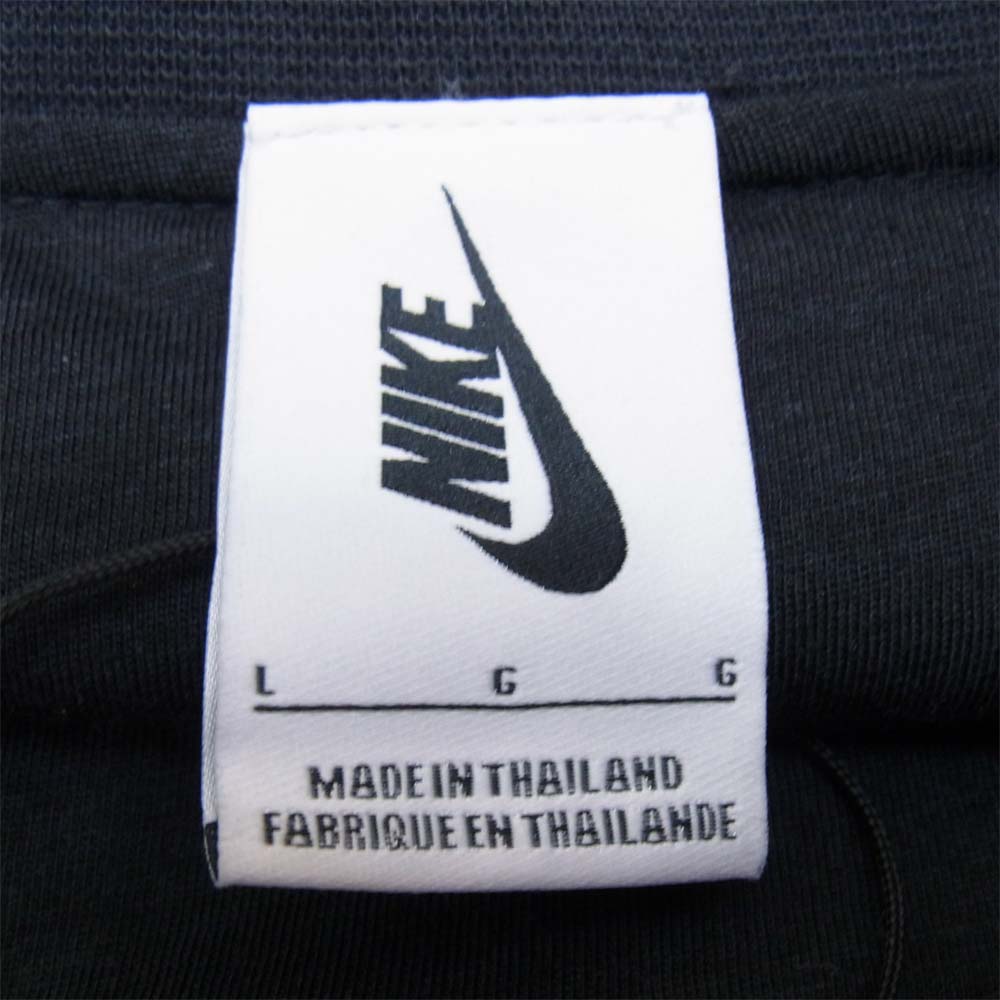 NIKE
L G G
MADE IN THAILAND
FABRIQUE EN THAILANDE